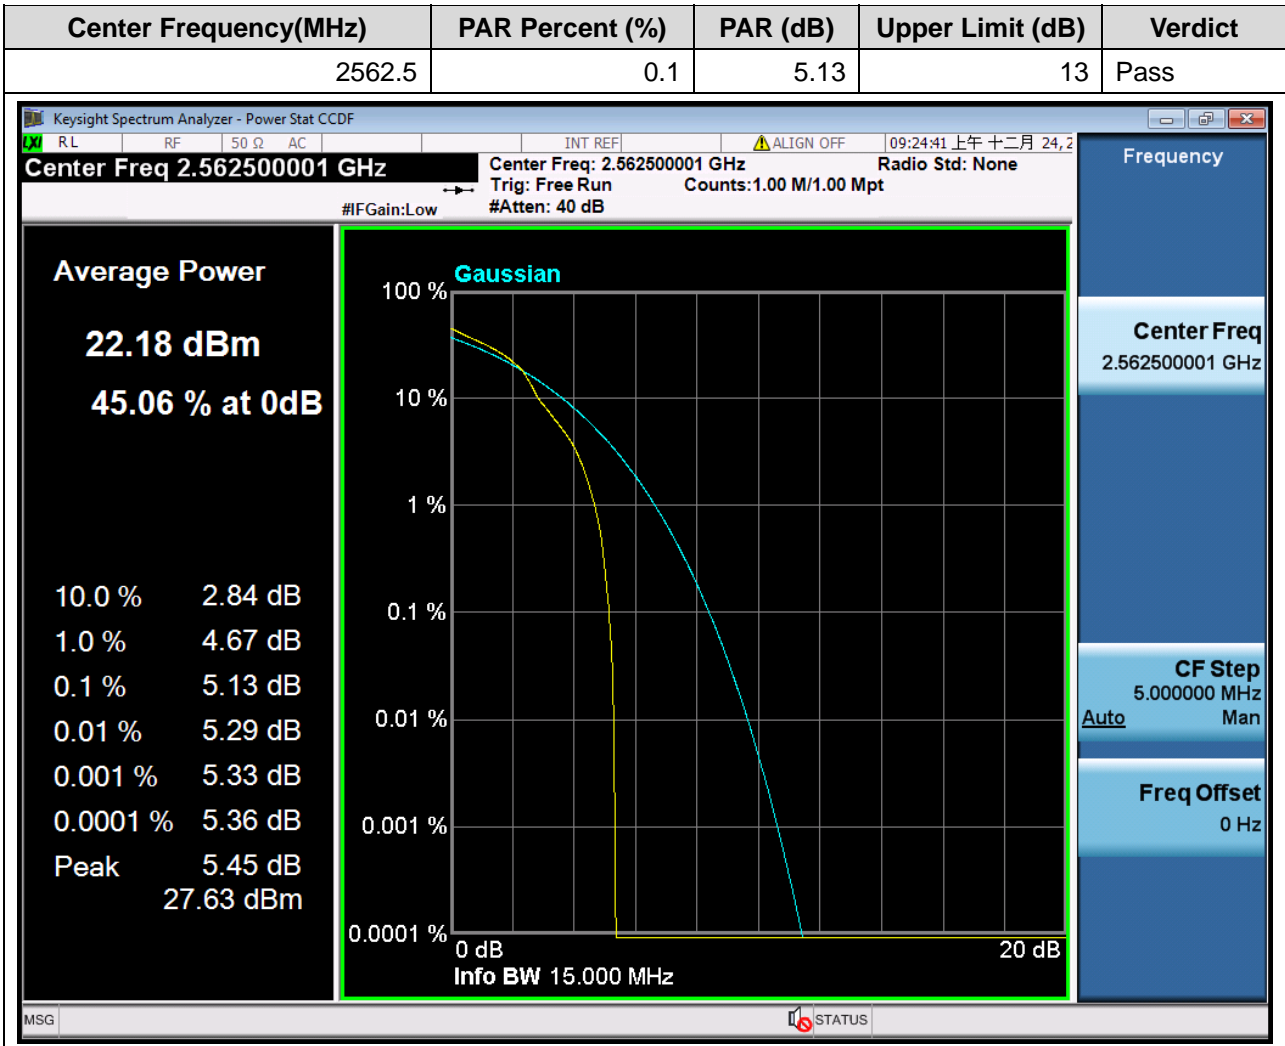 Center Frequency(MHz) PAR Percent (%) PAR (dB) Upper Limit (dB) Verdict
2562.5 0.1 5.13 13 Pass
Keysight Spectrum Analyzer - Power Stat CCDF
LXI RL RF 50 Ω AC INT REF ALIGN OFF 09:24:41 上午 十二月 24, 2
Center Freq 2.562500001 GHz
Center Freq: 2.562500001 GHz Radio Std: None
Trig: Free Run Counts:1.00 M/1.00 Mpt
#IFGain:Low #Atten: 40 dB
Average Power
22.18 dBm
45.06 % at 0dB
10.0 % 2.84 dB
1.0 % 4.67 dB
0.1 % 5.13 dB
0.01 % 5.29 dB
0.001 % 5.33 dB
0.0001 % 5.36 dB
Peak 5.45 dB
27.63 dBm
Gaussian
100 %
10 %
1 %
0.1 %
0.01 %
0.001 %
0.0001 %
0 dB 20 dB
Info BW 15.000 MHz
Frequency
Center Freq
2.562500001 GHz
CF Step
5.000000 MHz
Auto Man
Freq Offset
0 Hz
MSG STATUS